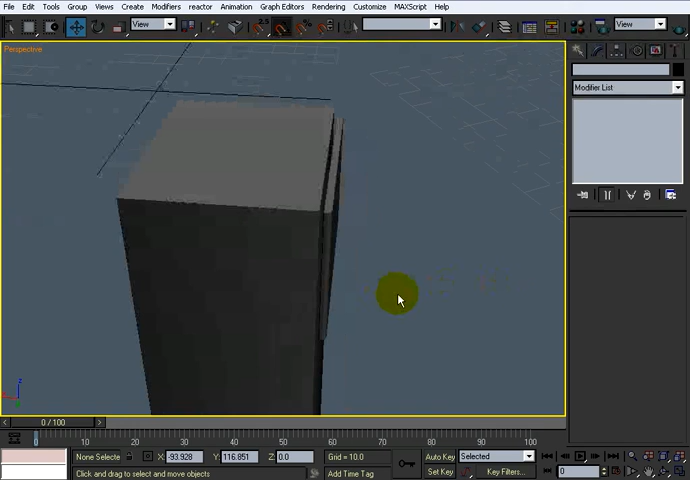 File Edit Tools Group Views Create Modifiers reactor Animation Graph Editors Rendering Customize MAXScript Help
View
2.5
View
Perspective
Modifier List
z
0 / 100
0 10 20 30 40 50 60 70 80 90 100
None Selecte X: -93.928 Y: 116.851 Z: 0.0 Grid = 10.0 Auto Key Selected
Click and drag to select and move objects Add Time Tag Set Key Key Filters... 0